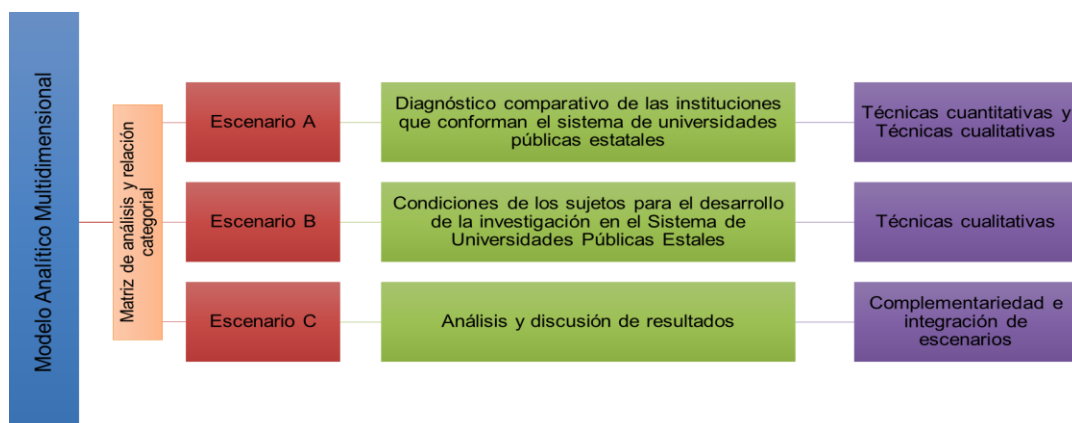 Modelo Analítico Multidimensional
Matriz de análisis y relación
categorial
Escenario A
Diagnóstico comparativo de las instituciones
que conforman el sistema de universidades
públicas estatales
Técnicas cuantitativas y
Técnicas cualitativas
Escenario B
Condiciones de los sujetos para el desarrollo
de la investigación en el Sistema de
Universidades Públicas Estales
Técnicas cualitativas
Escenario C
Análisis y discusión de resultados
Complementariedad e
integración de
escenarios